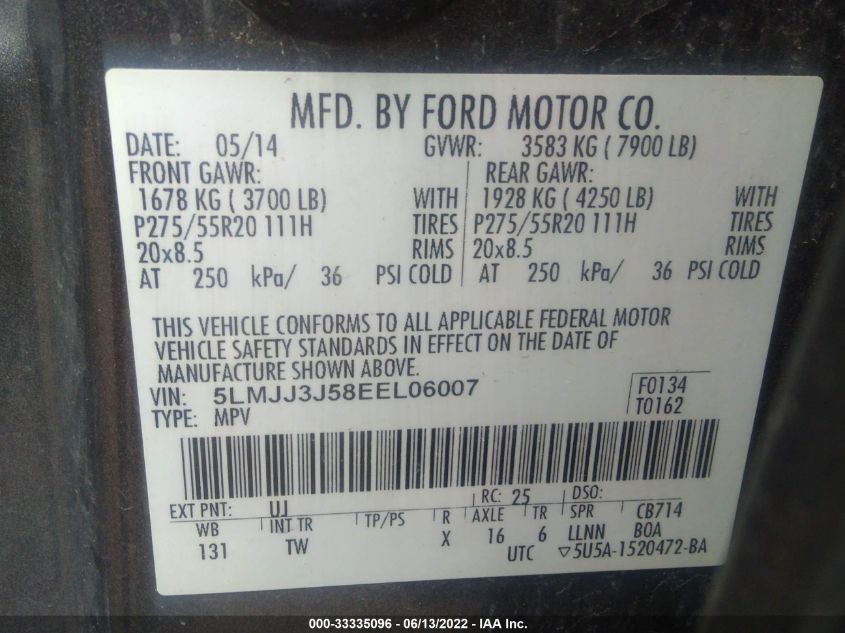 MFD. BY FORD MOTOR CO.
DATE: 05/14 GVWR: 3583 KG ( 7900 LB)
FRONT GAWR: REAR GAWR:
1678 KG ( 3700 LB) WITH 1928 KG ( 4250 LB) WITH
P275/55R20 111H TIRES P275/55R20 111H TIRES
20x8.5 RIMS 20x8.5 RIMS
AT 250 kPa/ 36 PSI COLD AT 250 kPa/ 36 PSI COLD
THIS VEHICLE CONFORMS TO ALL APPLICABLE FEDERAL MOTOR
VEHICLE SAFETY STANDARDS IN EFFECT ON THE DATE OF
MANUFACTURE SHOWN ABOVE.
VIN: 5LMJJ3J58EEL06007 F0134
TYPE: MPV T0162
EXT PNT: UJ RC: 25 DSO:
WB INT TR TP/PS R AXLE TR SPR CB714
131 TW X 16 6 LLNN BOA
UTC ▽5U5A-1520472-BA
000-33335096 - 06/13/2022 - IAA Inc.